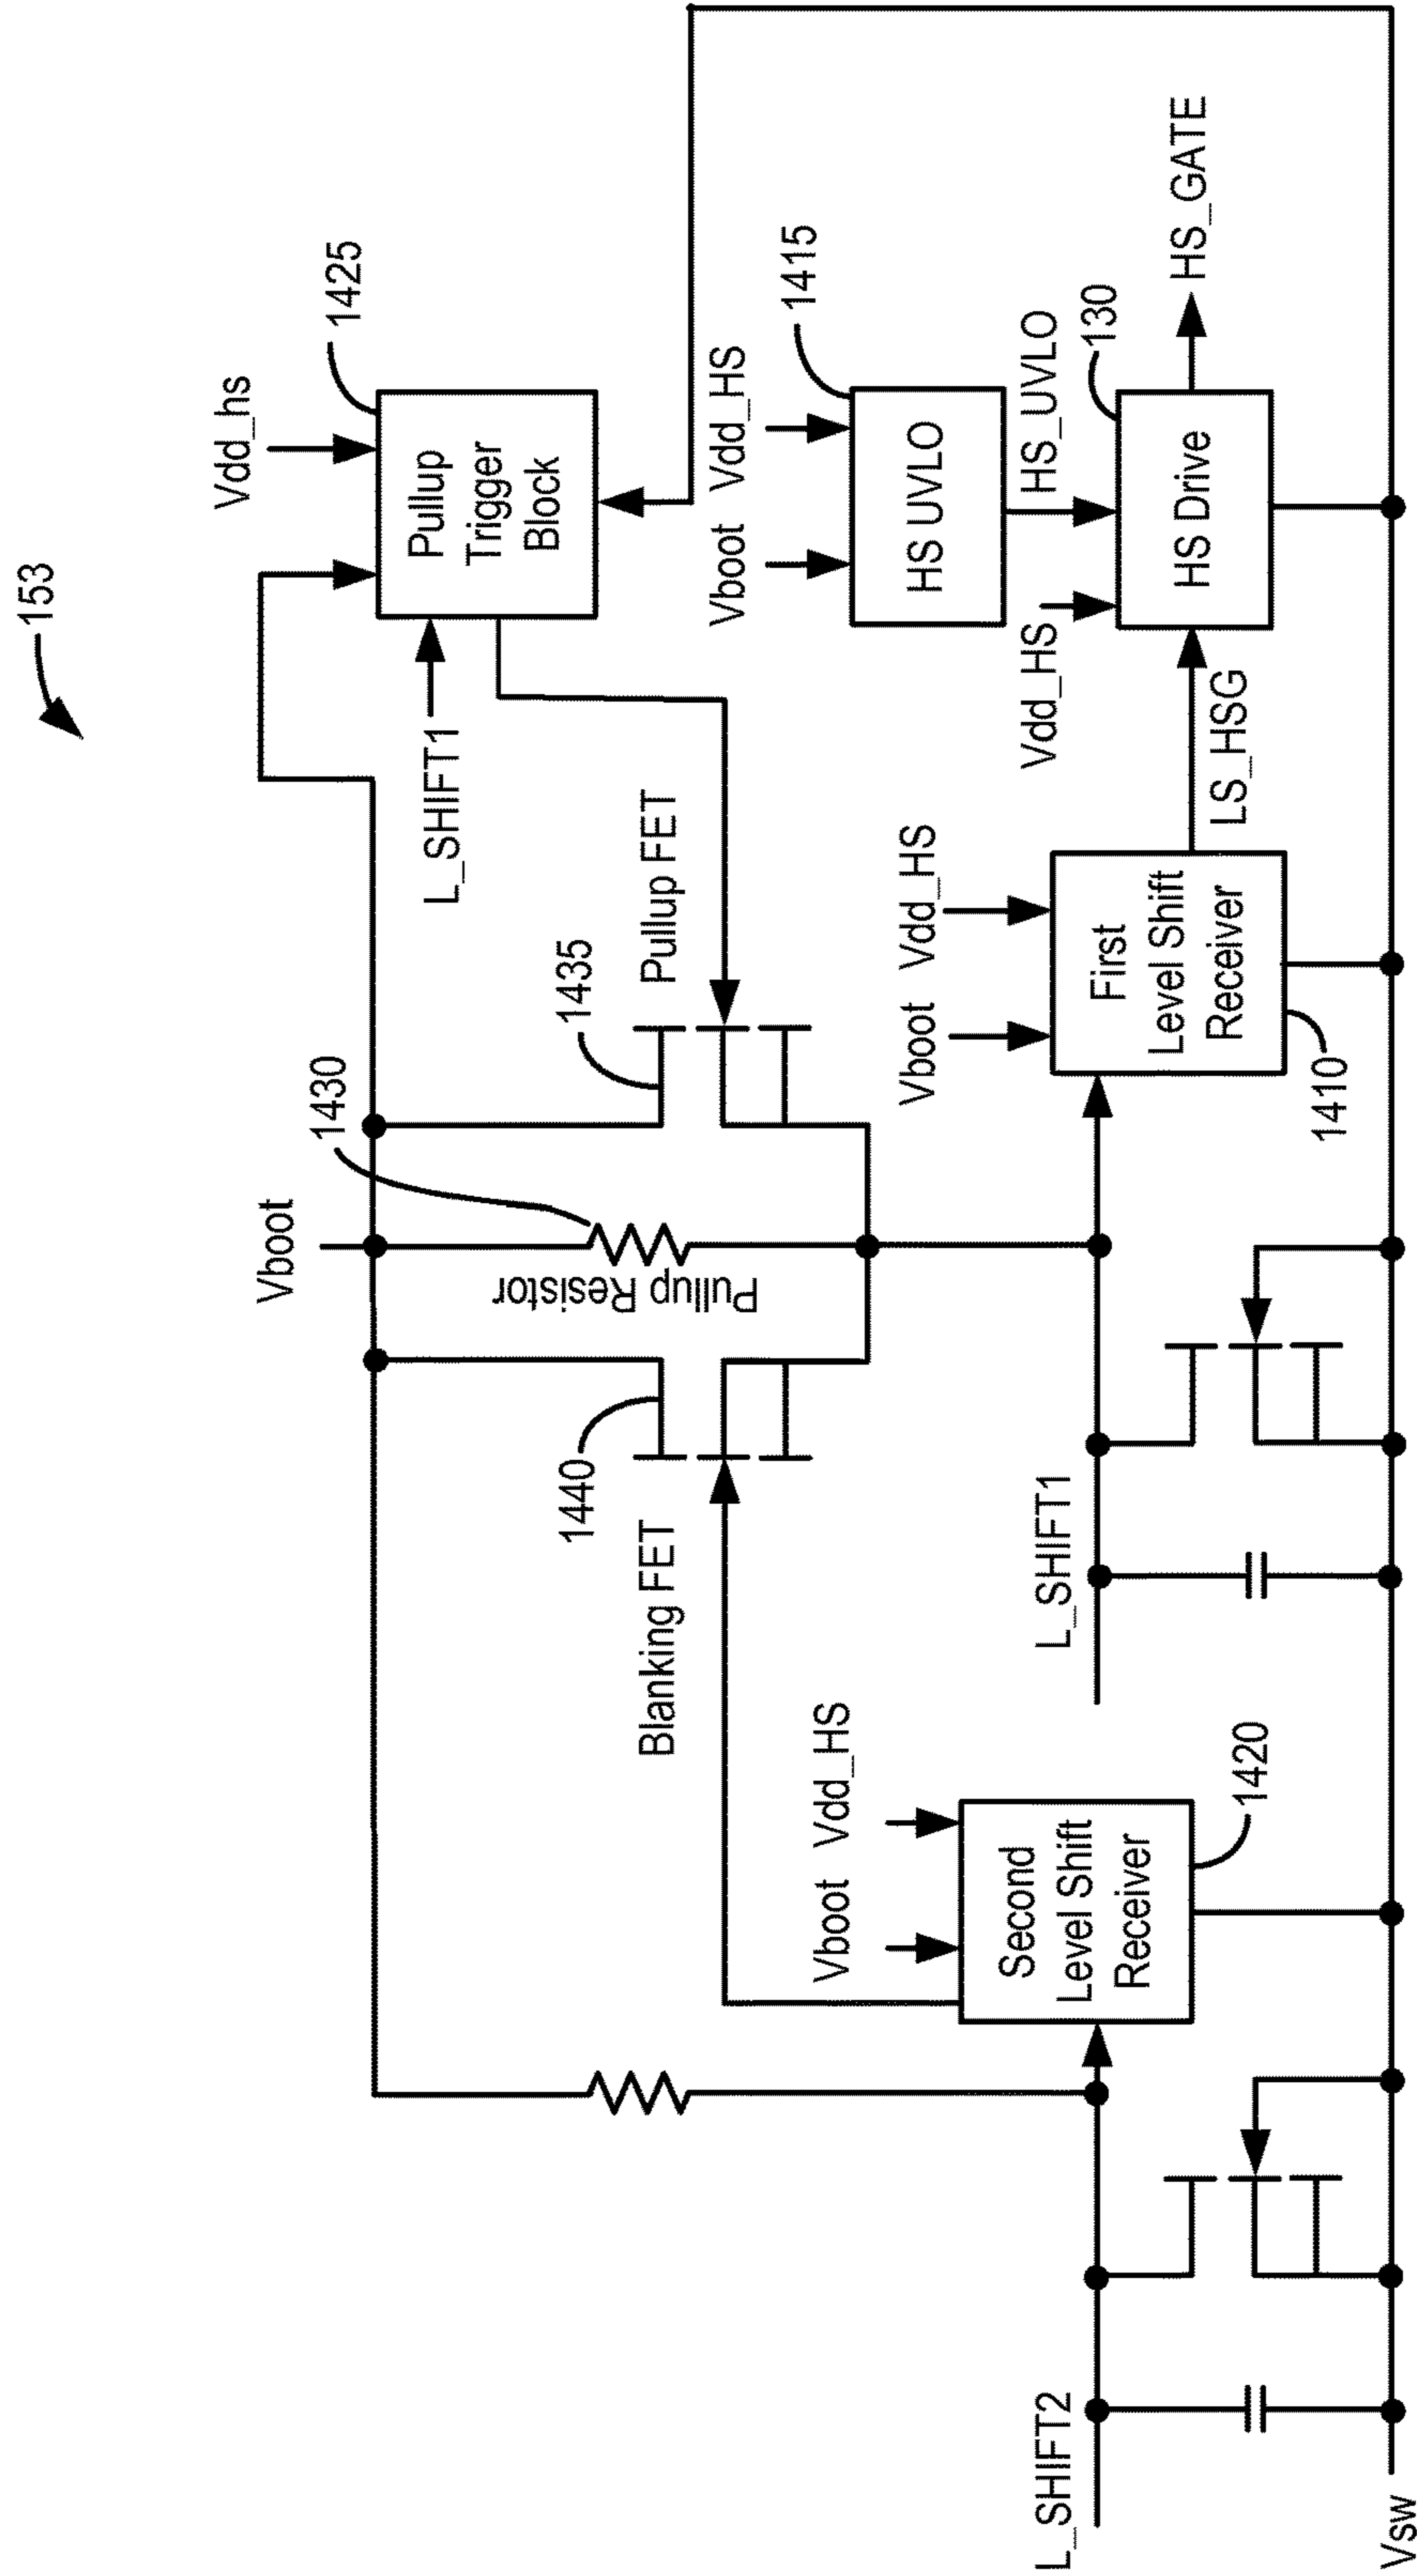 153
Vboot
Vdd_hs
1425
Pullup
Trigger
Block
L_SHIFT1
1430
1435
Pullup Resistor
Pullup FET
1440
Blanking FET
Vboot
Vdd_HS
1415
HS UVLO
HS_UVLO
Vboot
Vdd_HS
Second
Level Shift
Receiver
1420
Vboot
Vdd_HS
First
Level Shift
Receiver
1410
Vdd_HS
130
HS Drive
LS_HSG
HS_GATE
L_SHIFT2
L_SHIFT1
Vsw